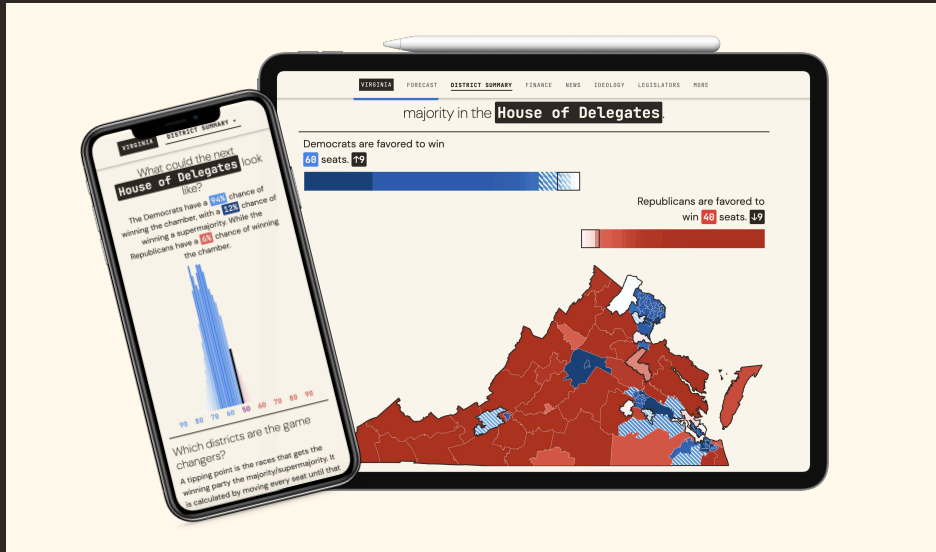 VIRGINIA
DISTRICT SUMMARY
What could the next
House of Delegates look
like?
The Democrats have a 94% chance of
winning the chamber, with a 12% chance of
winning a supermajority. While the
Republicans have a 6% chance of winning
the chamber.
90 80 70 60 50 60 70 80 90
Which districts are the game
changers?
A tipping point is the races that gets the
winning party the majority/supermajority. It
is calculated by moving every seat until that
VIRGINIA FORECAST DISTRICT SUMMARY FINANCE NEWS IDEOLOGY LEGISLATORS MORE
majority in the House of Delegates.
Democrats are favored to win
60 seats. ↑9
Republicans are favored to
win 40 seats. ↓9